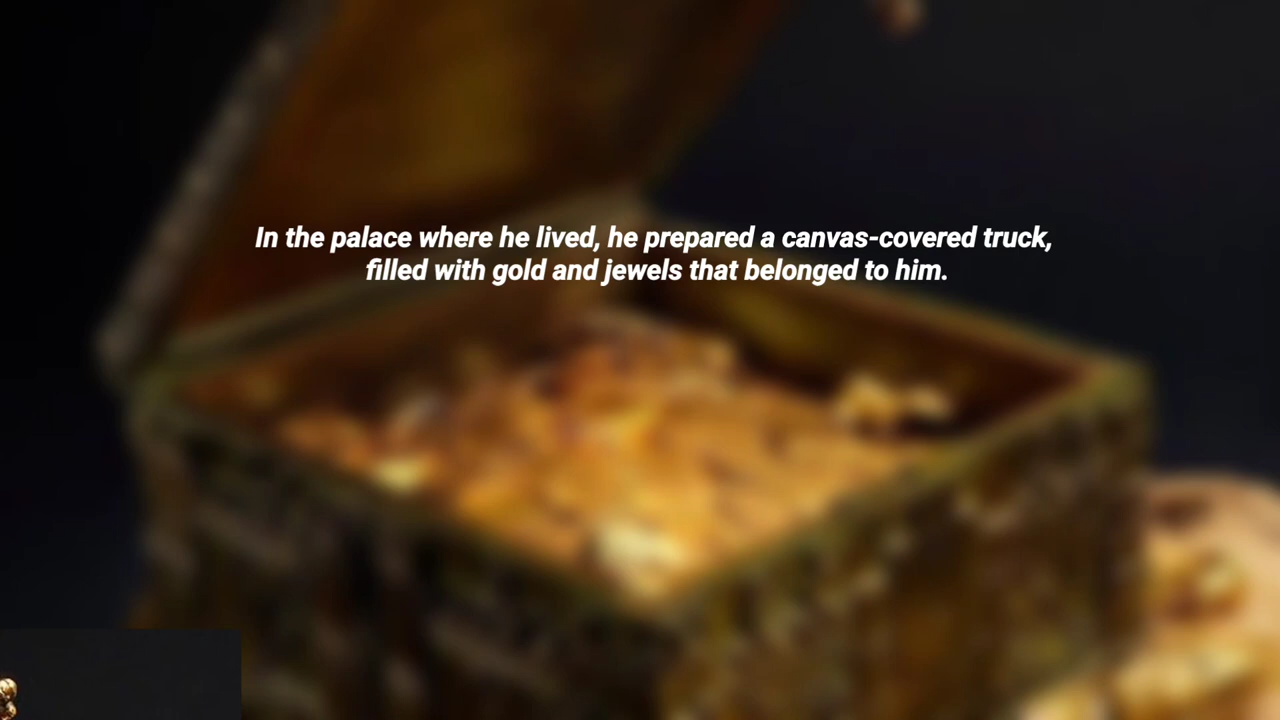 In the palace where he lived, he prepared a canvas-covered truck,
filled with gold and jewels that belonged to him.